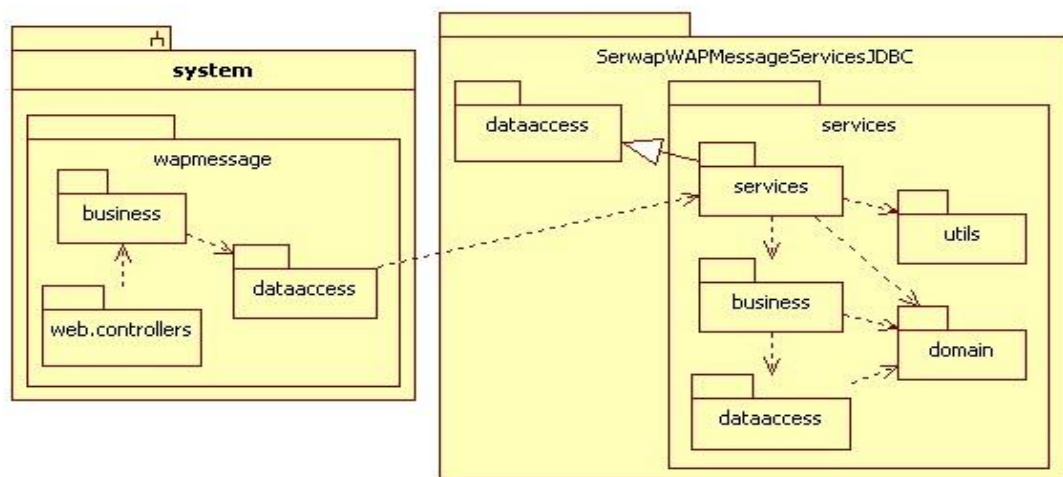 system
wapmessage
business
dataaccess
web.controllers
SerwapWAPMessageServicesJDBC
dataaccess
services
services
utils
business
domain
dataaccess